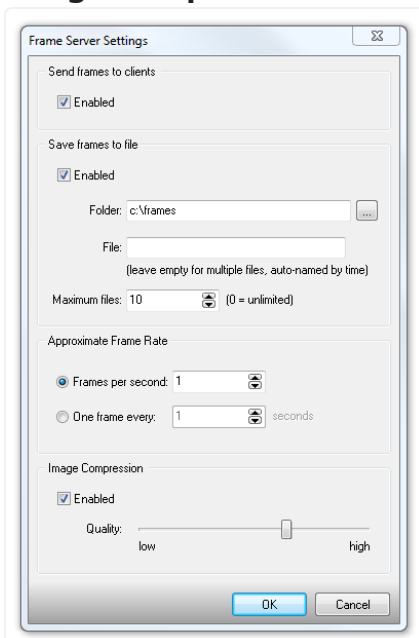 Frame Server Settings
Send frames to clients
Enabled
Save frames to file
Enabled
Folder: c:\frames ...
File:
(leave empty for multiple files, auto-named by time)
Maximum files: 10 (0 = unlimited)
Approximate Frame Rate
Frames per second: 1
One frame every: 1 seconds
Image Compression
Enabled
Quality:
low high
OK Cancel